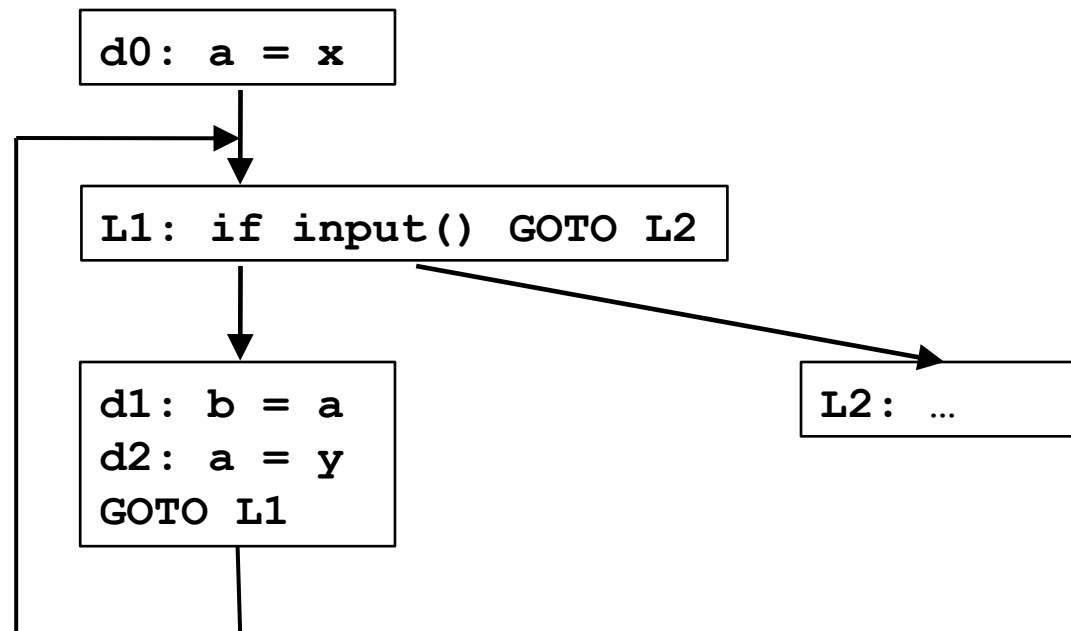 d0: a = x
L1: if input() GOTO L2
d1: b = a
d2: a = y
GOTO L1
L2: …